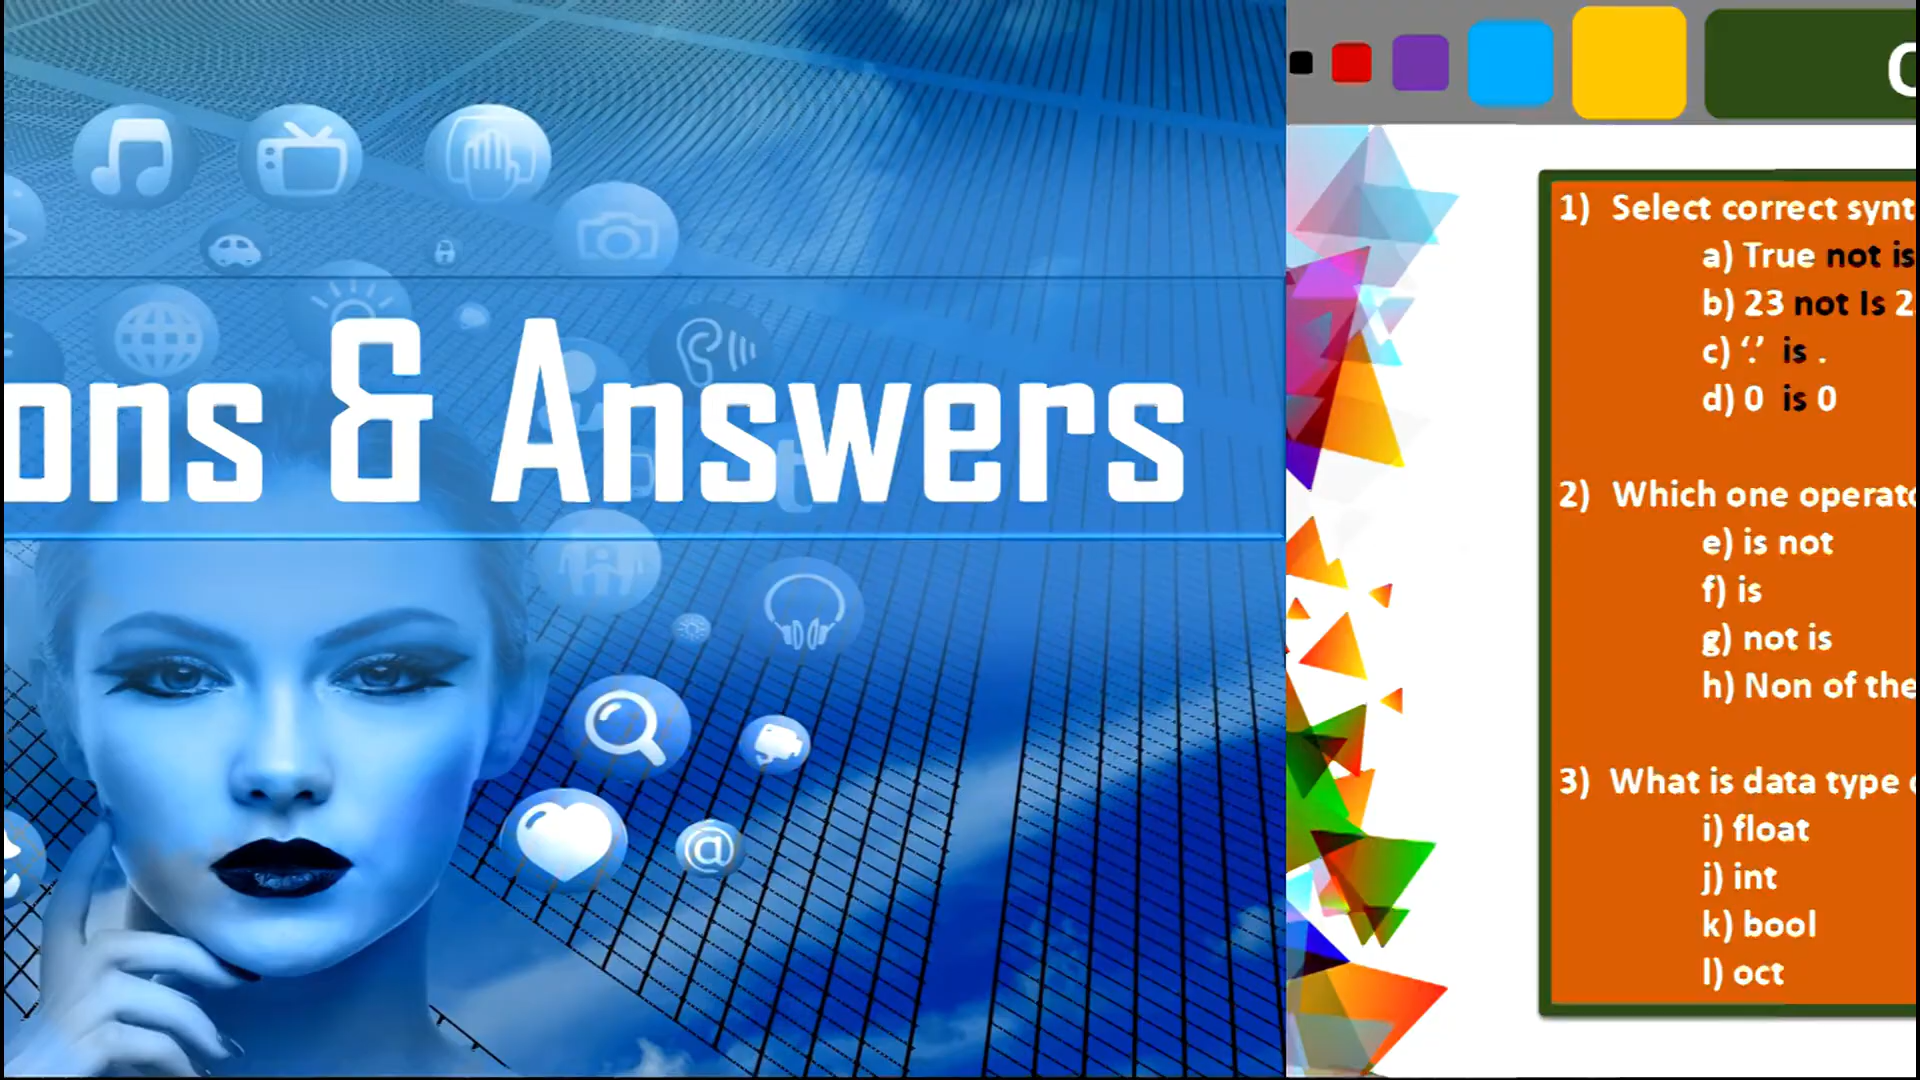 ons & Answers
1) Select correct synt
a) True not is
b) 23 not Is 2
c) ‘.’ is .
d) 0 is 0
2) Which one operato
e) is not
f) is
g) not is
h) Non of the
3) What is data type
i) float
j) int
k) bool
l) oct